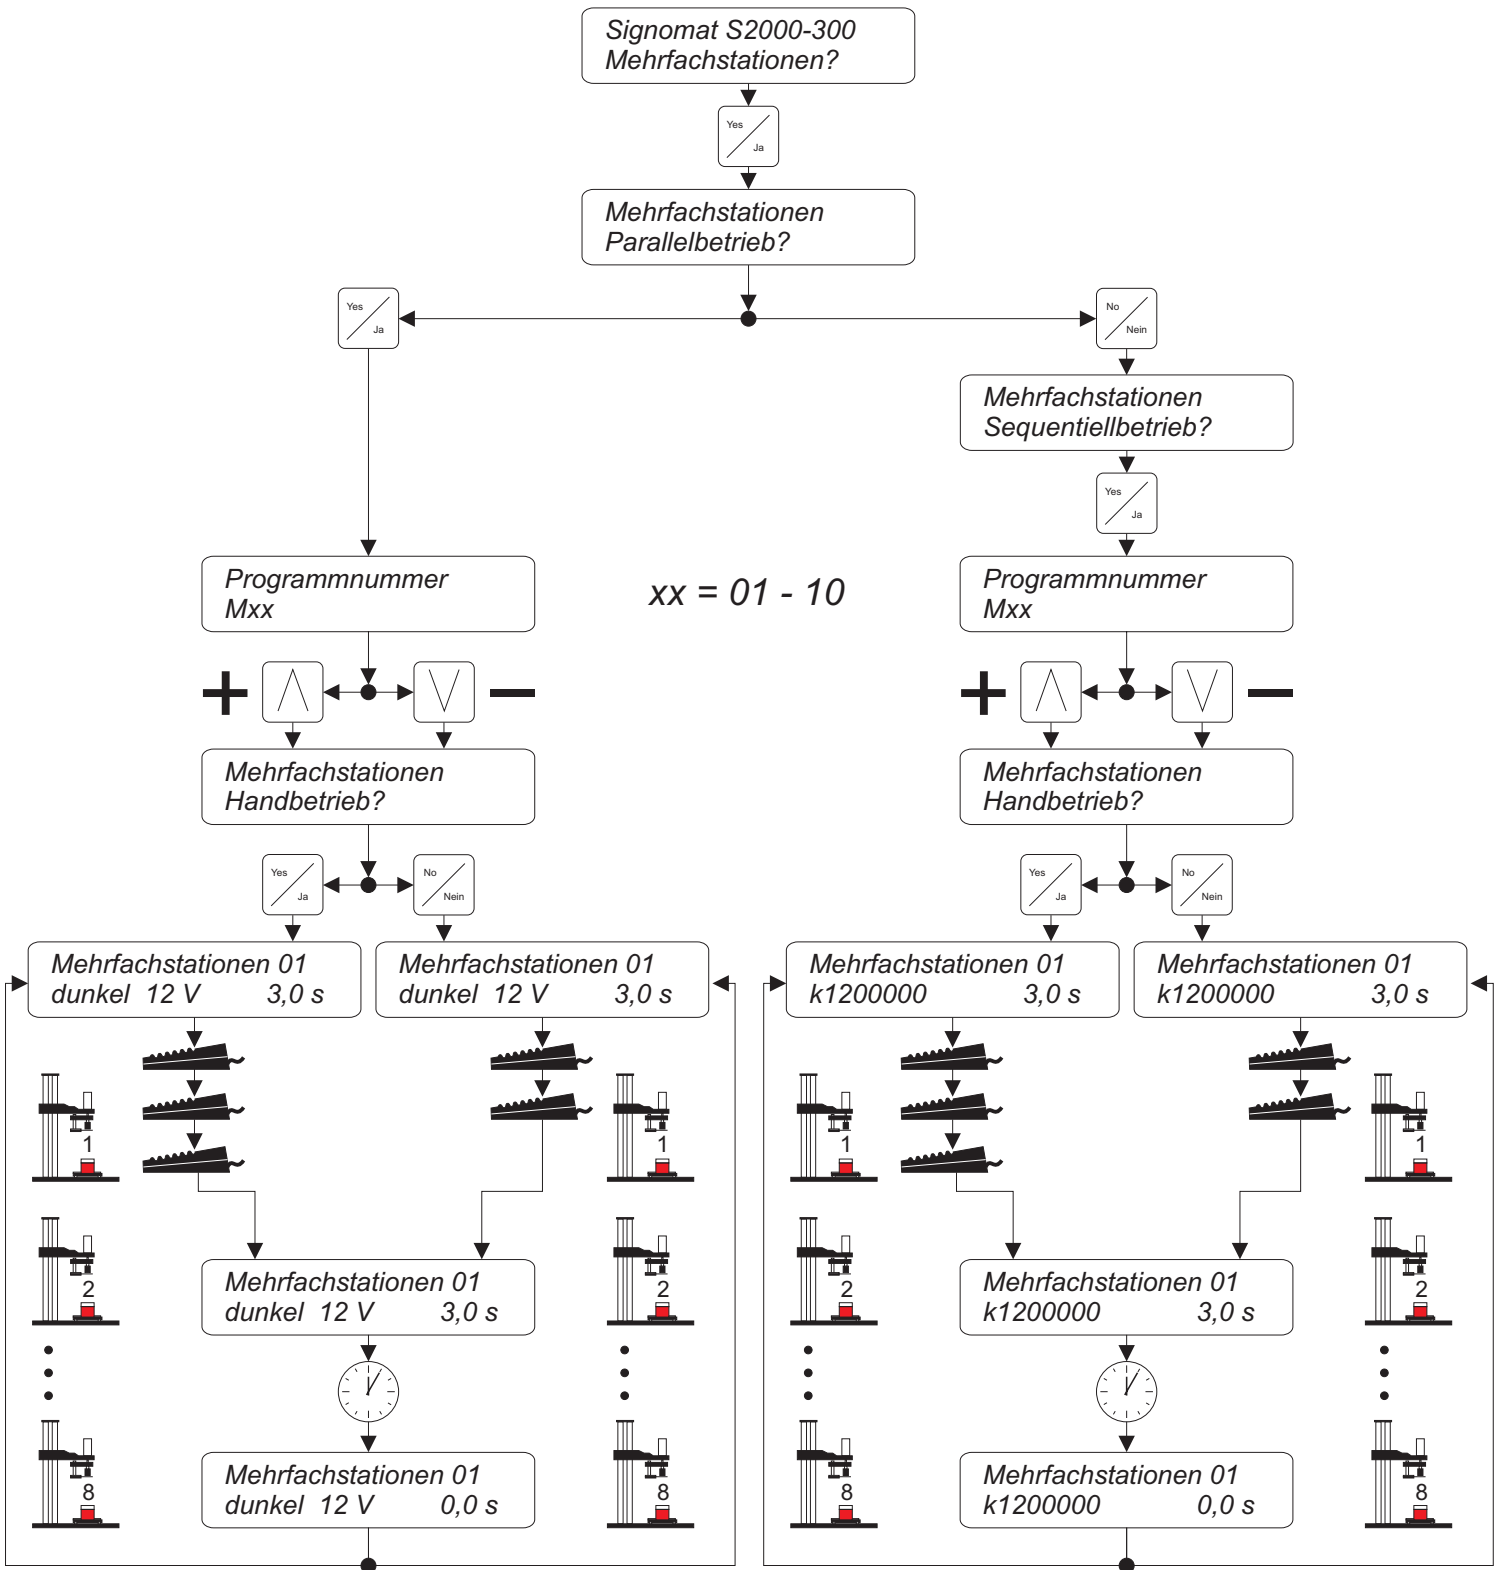 Signomat S2000-300
Mehrfachstationen?
Yes
Ja
Mehrfachstationen
Parallelbetrieb?
Yes
Ja
No
Nein
Mehrfachstationen
Sequentiellbetrieb?
Yes
Ja
Programmnummer
Mxx
xx = 01 - 10
Programmnummer
Mxx
Mehrfachstationen
Handbetrieb?
Mehrfachstationen
Handbetrieb?
Yes
Ja
No
Nein
Yes
Ja
No
Nein
Mehrfachstationen 01
dunkel 12 V 3,0 s
Mehrfachstationen 01
dunkel 12 V 3,0 s
Mehrfachstationen 01
k1200000 3,0 s
Mehrfachstationen 01
k1200000 3,0 s
1
1
1
1
Mehrfachstationen 01
dunkel 12 V 3,0 s
Mehrfachstationen 01
k1200000 3,0 s
2
2
2
2
Mehrfachstationen 01
dunkel 12 V 0,0 s
Mehrfachstationen 01
k1200000 0,0 s
8
8
8
8